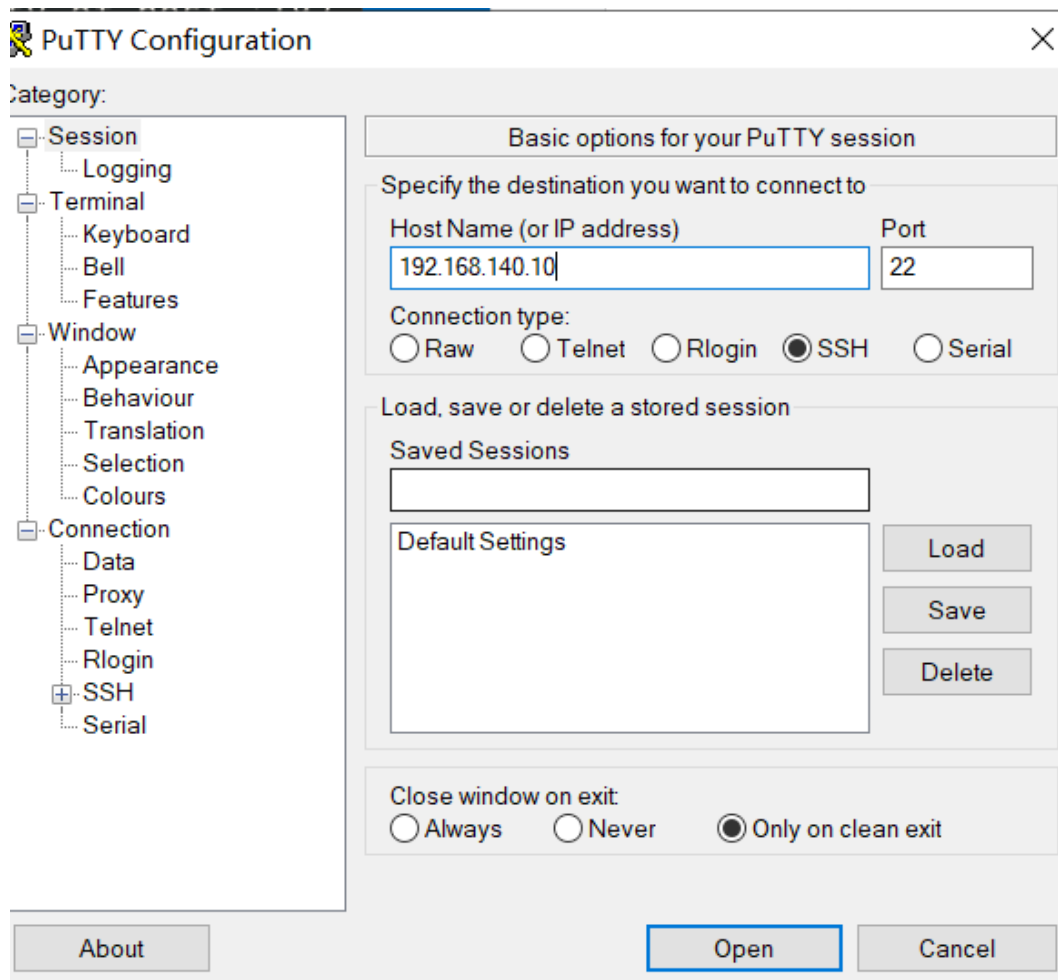 PuTTY Configuration
Category:
Session
Logging
Terminal
Keyboard
Bell
Features
Window
Appearance
Behaviour
Translation
Selection
Colours
Connection
Data
Proxy
Telnet
Rlogin
SSH
Serial
Basic options for your PuTTY session
Specify the destination you want to connect to
Host Name (or IP address) Port
192.168.140.10 22
Connection type:
Raw Telnet Rlogin SSH Serial
Load, save or delete a stored session
Saved Sessions
Default Settings
Load
Save
Delete
Close window on exit:
Always Never Only on clean exit
About Open Cancel